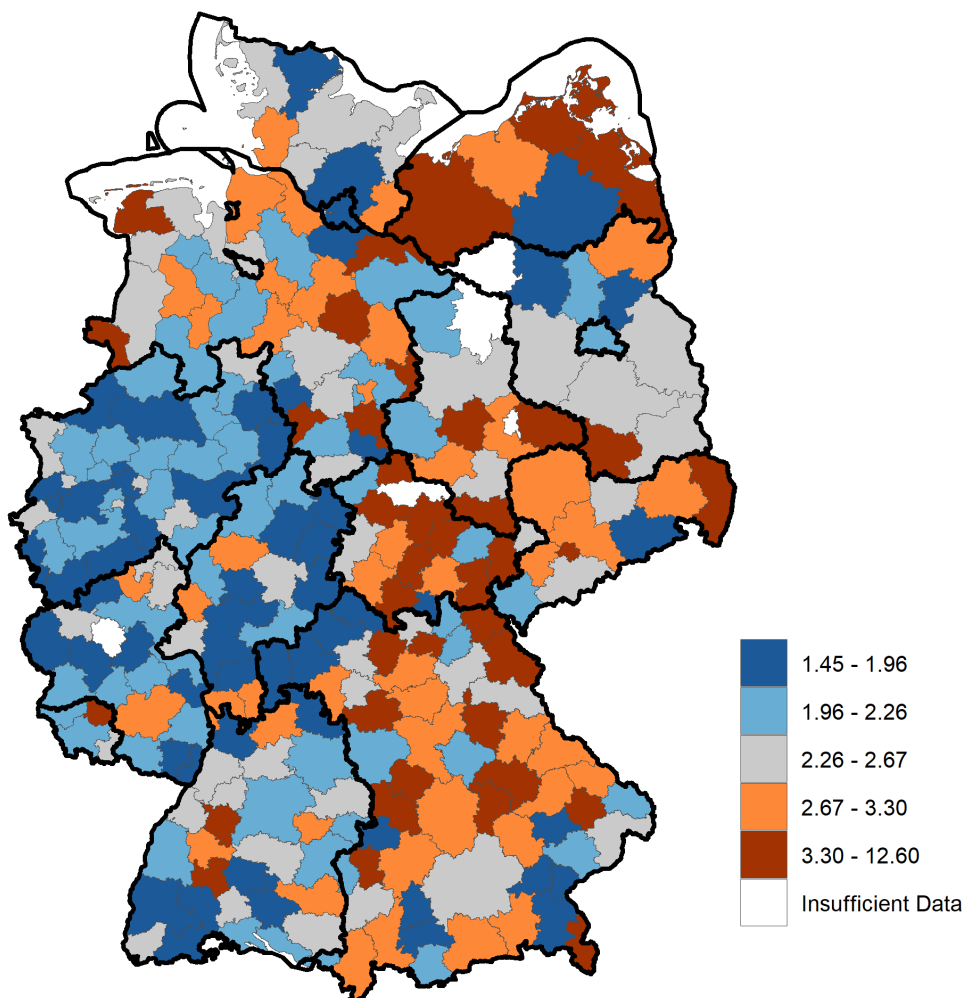 1.45 - 1.96
1.96 - 2.26
2.26 - 2.67
2.67 - 3.30
3.30 - 12.60
Insufficient Data